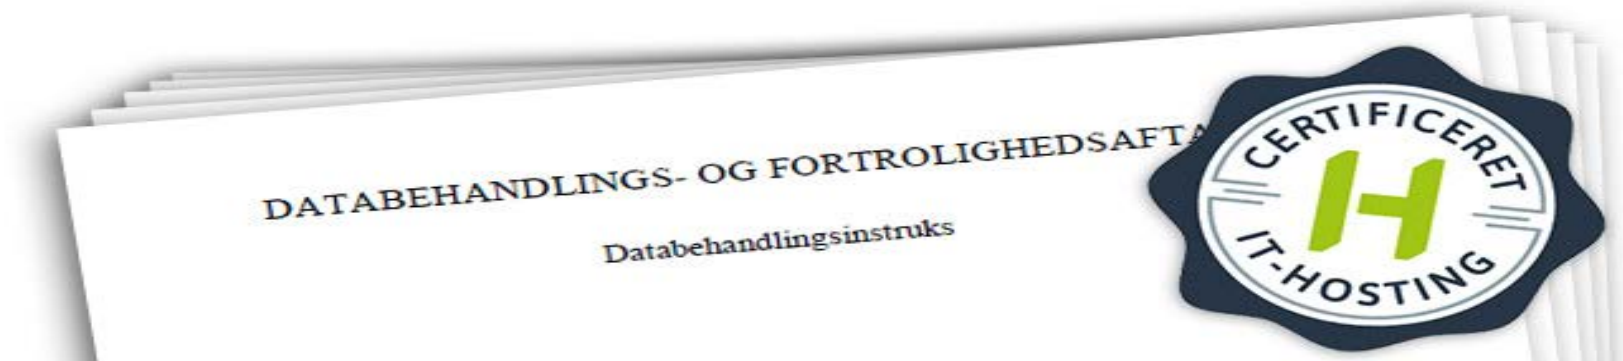 DATABEHANDLINGS- OG FORTROLIGHEDSAFTA
Databehandlingsinstruks
CERTIFICERET
H
IT-HOSTING